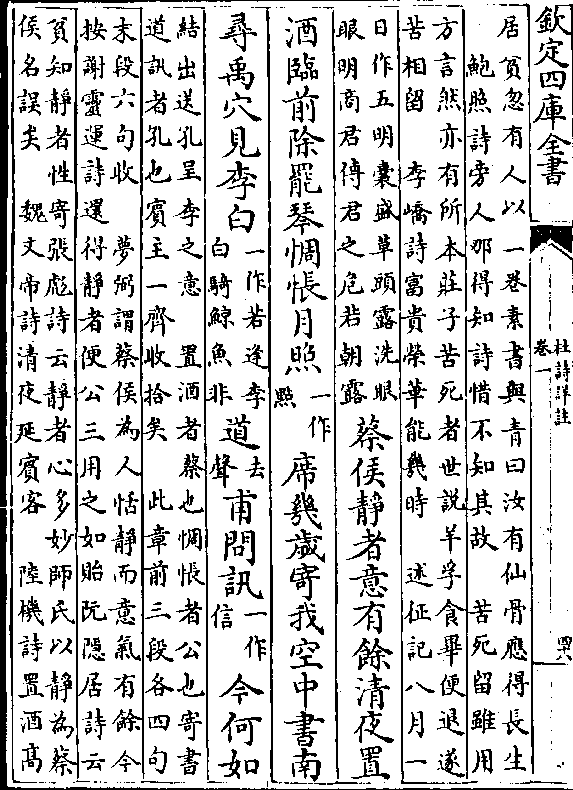 欽定四庫全書
杜詩詳註
卷一
居貧忽有人以一卷素書與青曰汝有仙骨應得長生
鮑照詩旁人那得知詩惜不知其故　苦死留雖用
方言然亦有所本莊子苦死者世說羊孚食畢便退遂
苦相留　李嶠詩富貴榮華能幾時　述征記八月一
日作五明囊盛草頭露洗眼
眼明商君傳君之危若朝露
蔡侯靜者意有餘清夜置
酒臨前除罷琴惆悵月照一作點席幾歲寄我空中書南
尋禹穴見李白一作若逢李白騎鯨魚非道去聲甫問訊一作信今何如
結出送孔呈李之意　置酒者蔡也惆悵者公也寄書
道訊者孔也賓主一齊收拾矣　此章前三段各四句
末段六句收　夢弼謂蔡侯為人恬靜而意氣有餘今
按謝靈運詩還得靜者便公三用之如貽阮隱居詩云
貧知靜者性寄張彪詩云靜者心多妙師氏以靜為蔡
侯名誤矣　魏文帝詩清夜延賓客　陸機詩置酒高